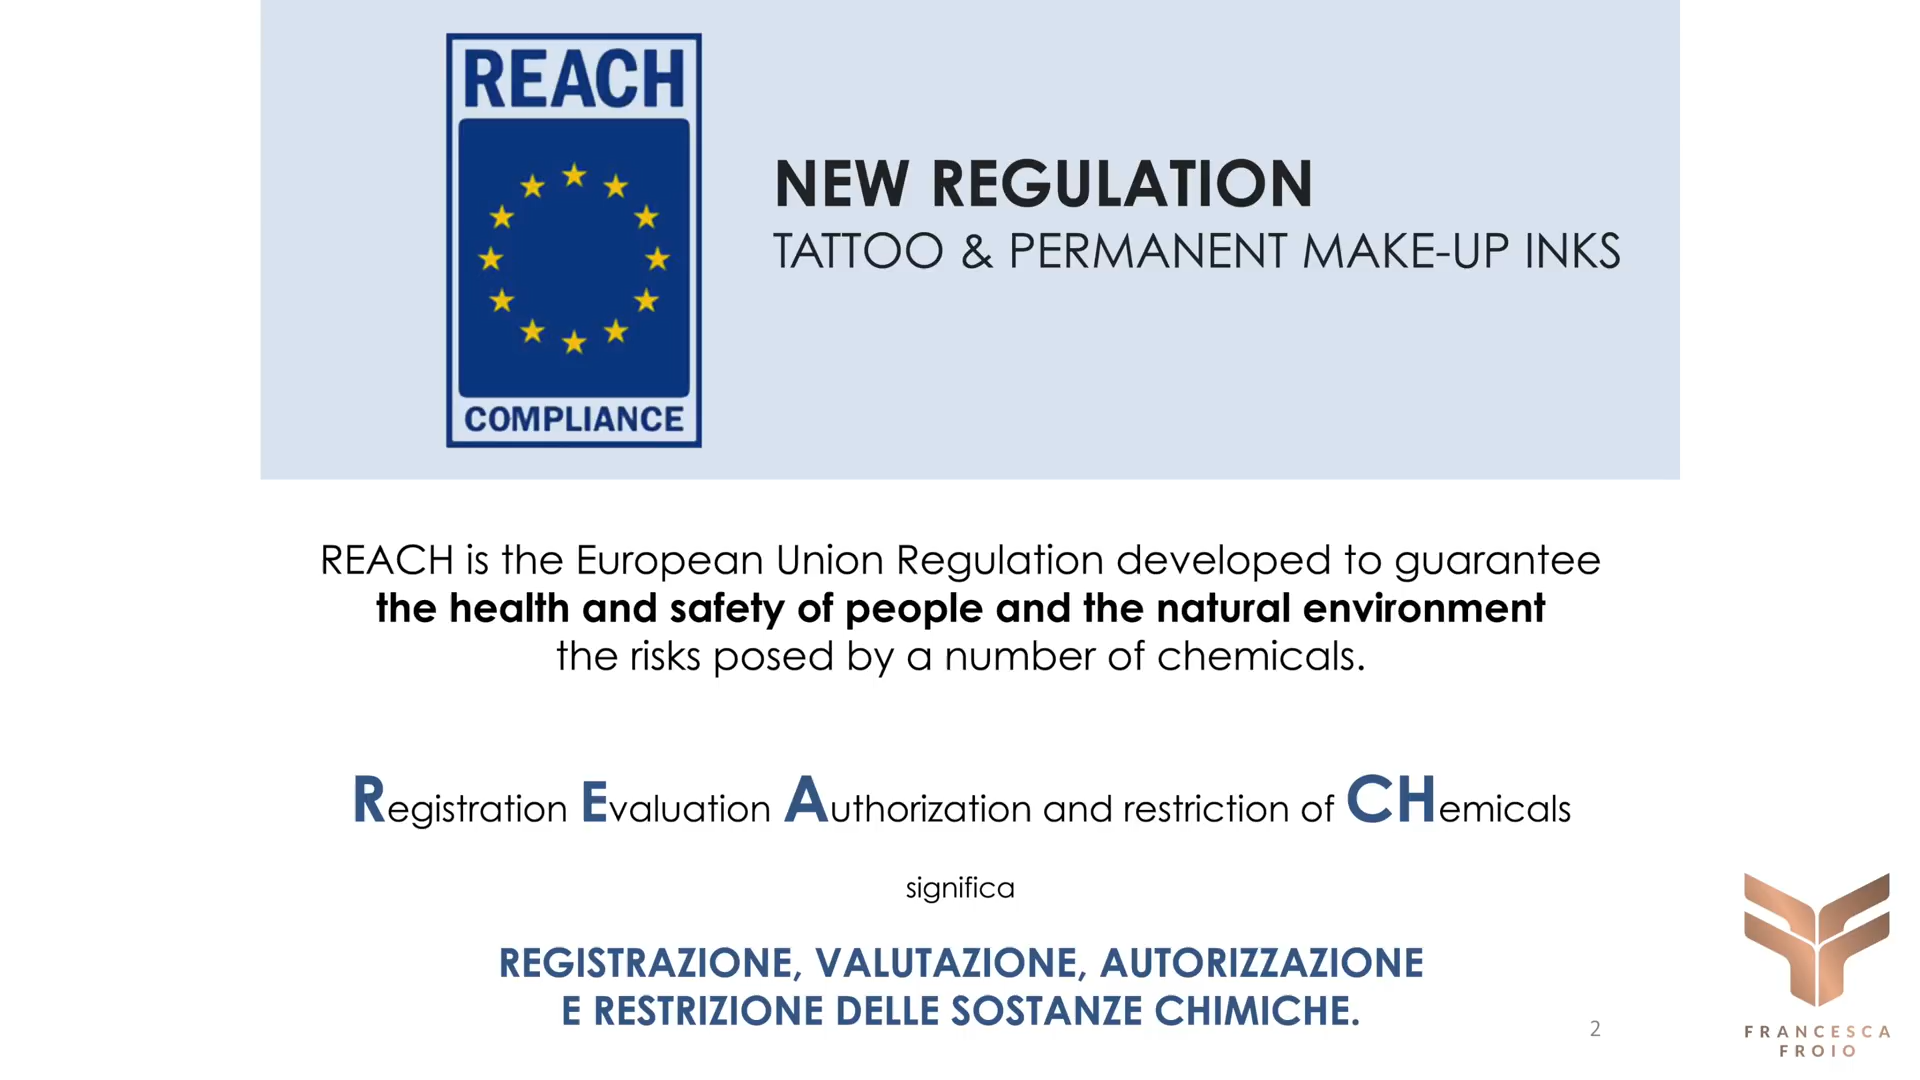 REACH
COMPLIANCE
NEW REGULATION
TATTOO & PERMANENT MAKE-UP INKS
REACH is the European Union Regulation developed to guarantee
the health and safety of people and the natural environment
the risks posed by a number of chemicals.
Registration Evaluation Authorization and restriction of CHemicals
significa
REGISTRAZIONE, VALUTAZIONE, AUTORIZZAZIONE
E RESTRIZIONE DELLE SOSTANZE CHIMICHE.
2
FRANCESCA
FROIO